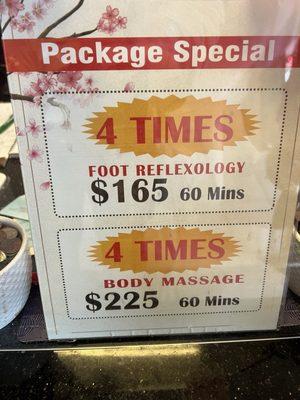 Package Special
4 TIMES
FOOT REFLEXOLOGY
$165 60 Mins
4 TIMES
BODY MASSAGE
$225 60 Mins